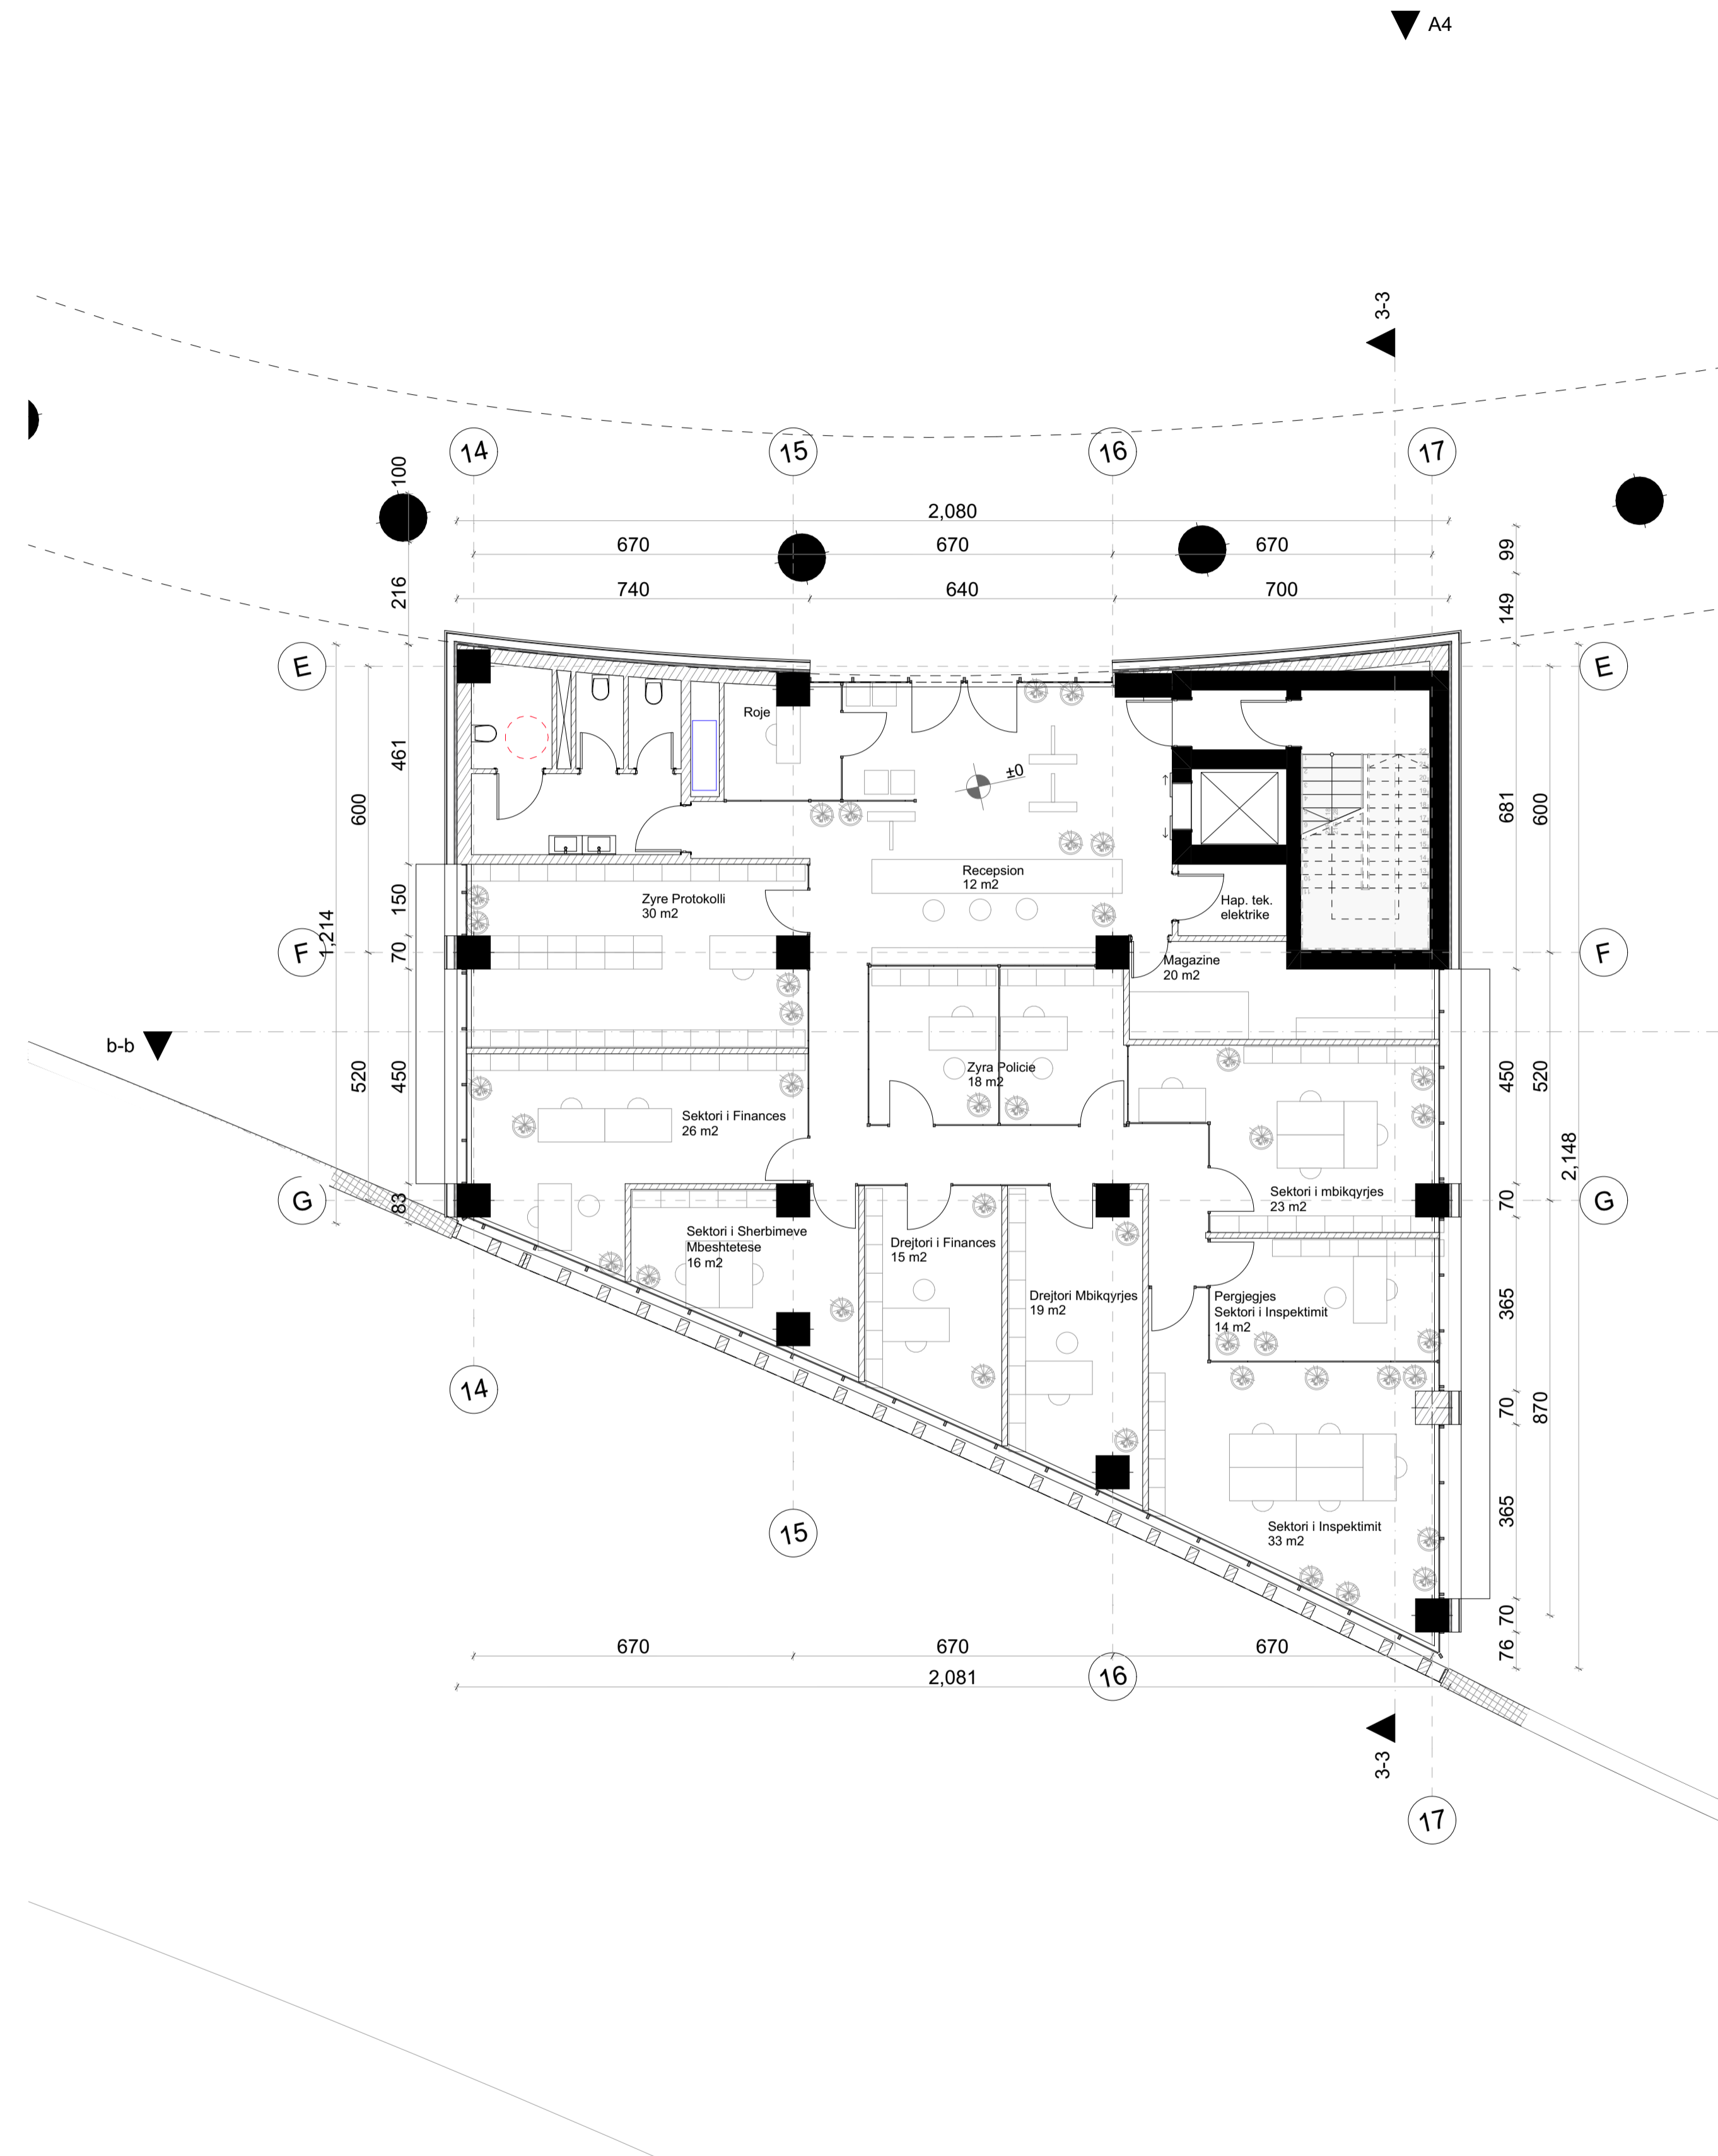 A4
3-3
14
15
16
17
100
2,080
670
670
670
99
216
740
640
700
149
E
E
Roje
461
±0
600
681
600
Recepsion
12 m2
Zyre Protokolli
30 m2
Hap. tek.
elektrike
150
1,214
F
70
F
Magazine
20 m2
b-b
Zyra Policie
18 m2
520
450
450
520
Sektori i Finances
26 m2
2,148
G
83
Sektori i mbikqyrjes
23 m2
70
G
Sektori i Sherbimeve
Mbeshtetese
16 m2
Drejtori i Finances
15 m2
Drejtori Mbikqyrjes
19 m2
Pergjegjes
Sektori i Inspektimit
14 m2
365
14
70
870
15
Sektori i Inspektimit
33 m2
365
70
76
670
670
670
2,081
16
3-3
17